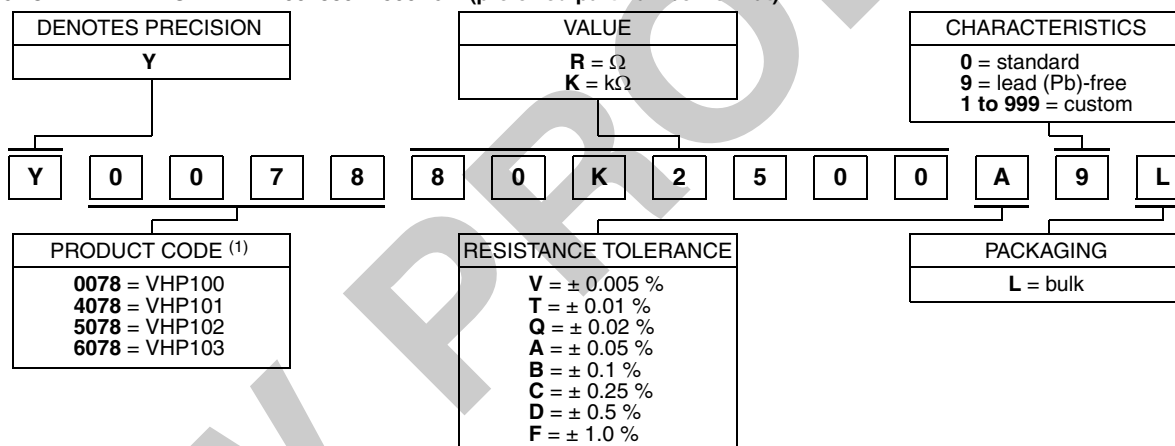 DENOTES PRECISION
Y
VALUE
R = Ω
K = kΩ
CHARACTERISTICS
0 = standard
9 = lead (Pb)-free
1 to 999 = custom
Y 0 0 7 8 8 0 K 2 5 0 0 A 9 L
PRODUCT CODE (1)
0078 = VHP100
4078 = VHP101
5078 = VHP102
6078 = VHP103
RESISTANCE TOLERANCE
V = ± 0.005 %
T = ± 0.01 %
Q = ± 0.02 %
A = ± 0.05 %
B = ± 0.1 %
C = ± 0.25 %
D = ± 0.5 %
F = ± 1.0 %
PACKAGING
L = bulk